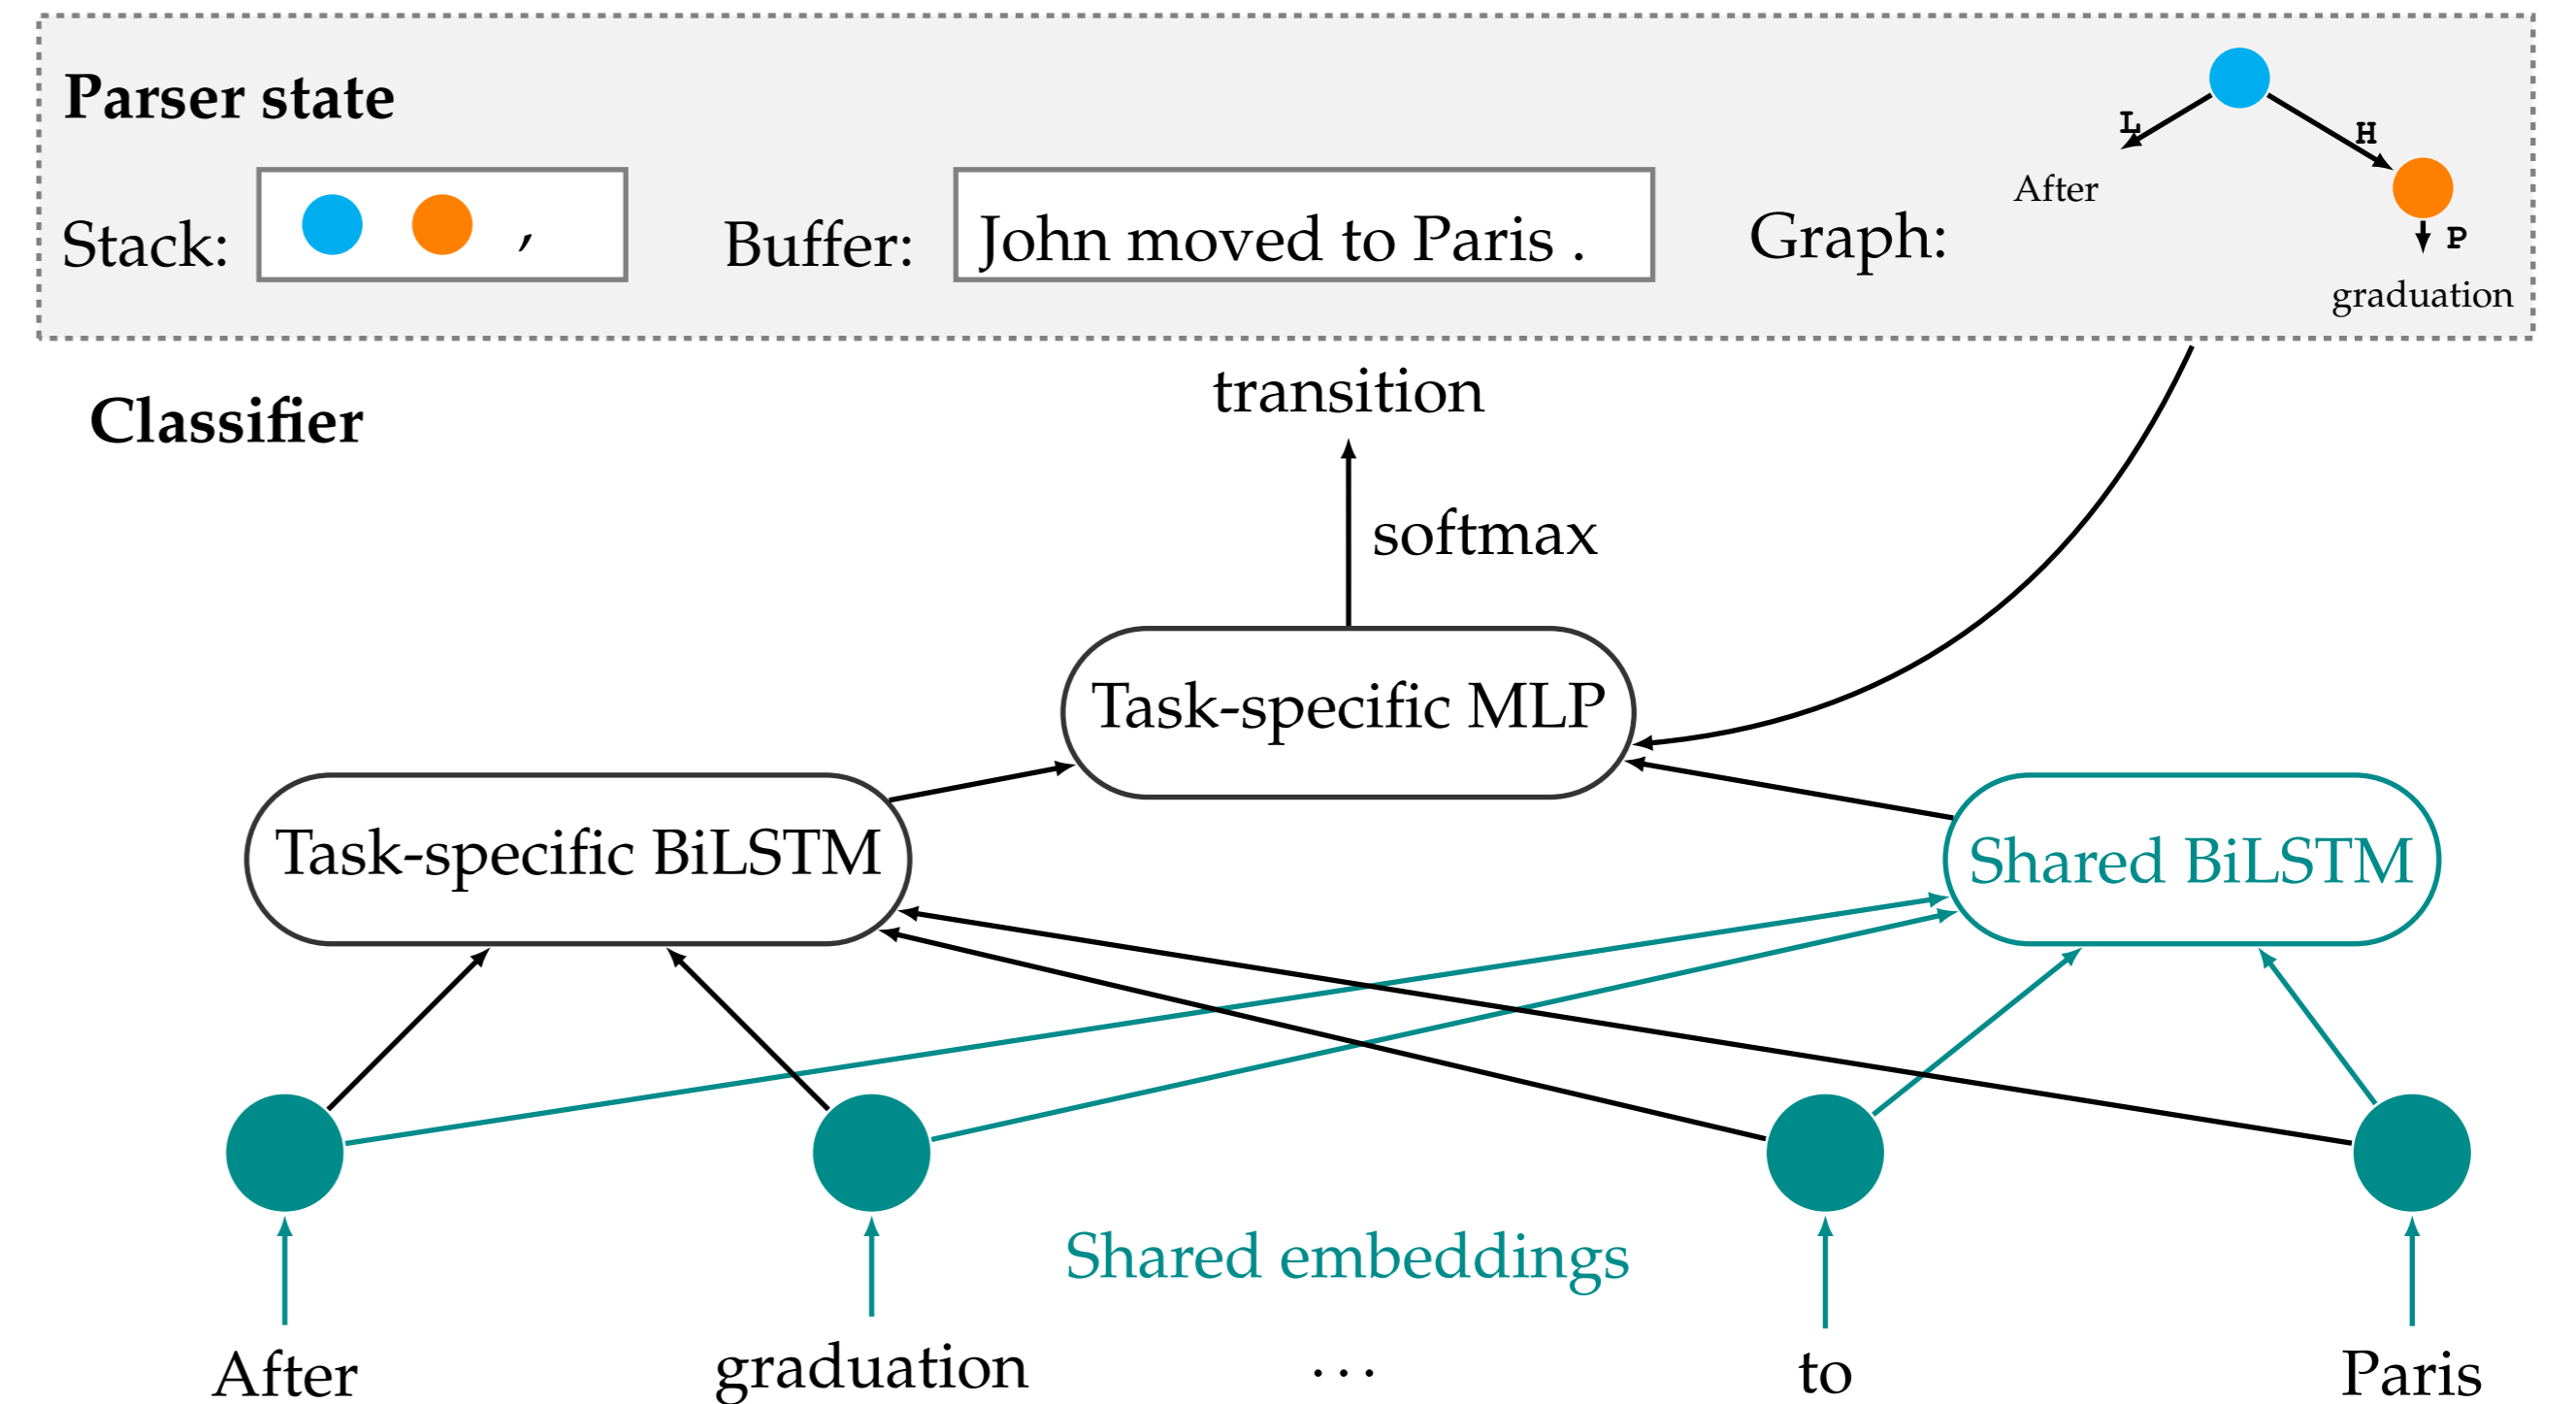 Parser state
Stack:
,
Buffer:
John moved to Paris .
Graph:
L
H
After
P
graduation
Classifier
transition
softmax
Task-specific MLP
Task-specific BiLSTM
Shared BiLSTM
Shared embeddings
After
graduation
...
to
Paris